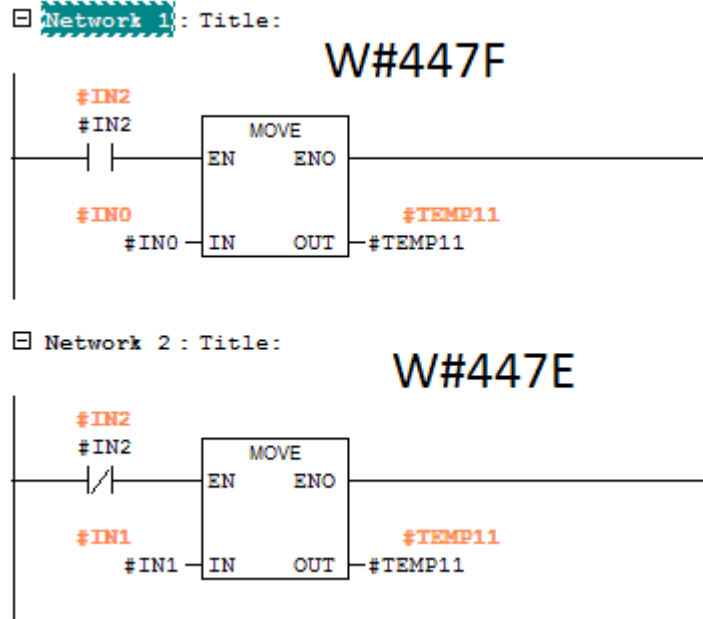 Network 1 : Title:
W#447F
#IN2
#IN2
MOVE
EN ENO
#IN0 #TEMP11
#IN0 IN OUT #TEMP11
Network 2 : Title:
W#447E
#IN2
#IN2
MOVE
EN ENO
#IN1 #TEMP11
#IN1 IN OUT #TEMP11